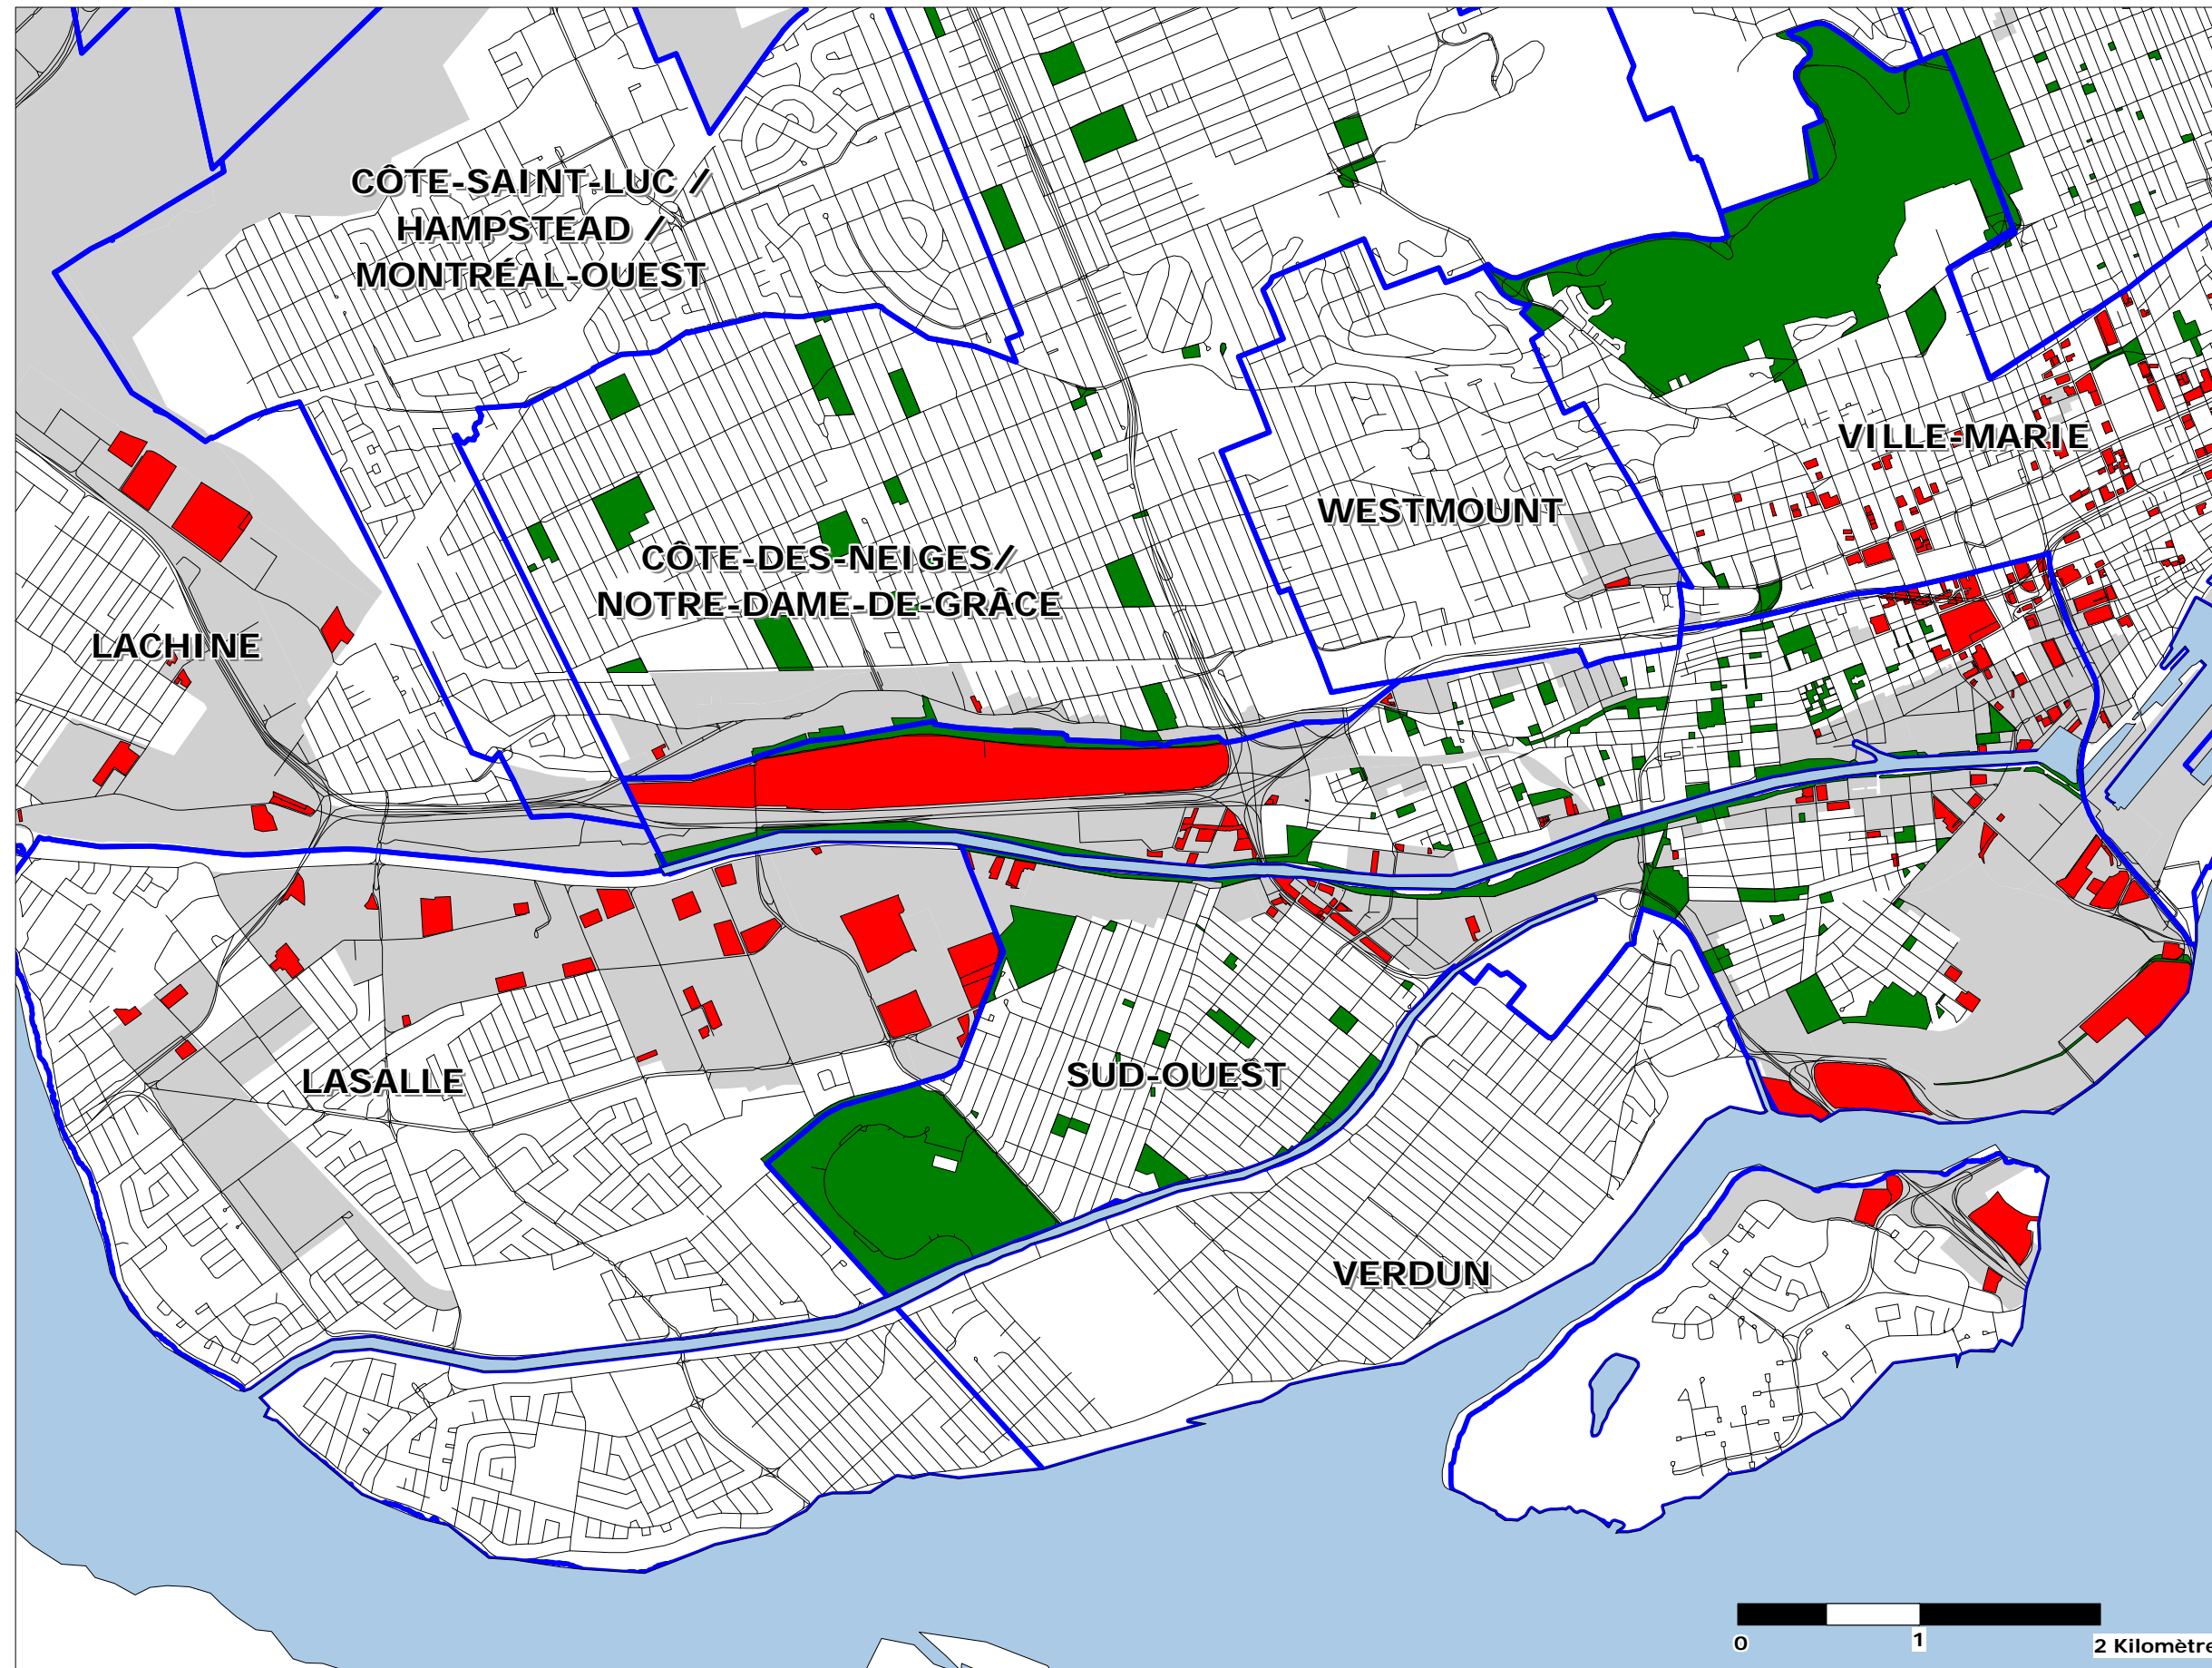 CÔTE-SAINT-LUC /
HAMPSTEAD /
MONTRÉAL-OUEST
VILLE-MARIE
WESTMOUNT
CÔTE-DES-NEIGES/
NOTRE-DAME-DE-GRÂCE
LACHINE
SUD-OUEST
LASALLE
VERDUN
0 1 2 Kilomètre